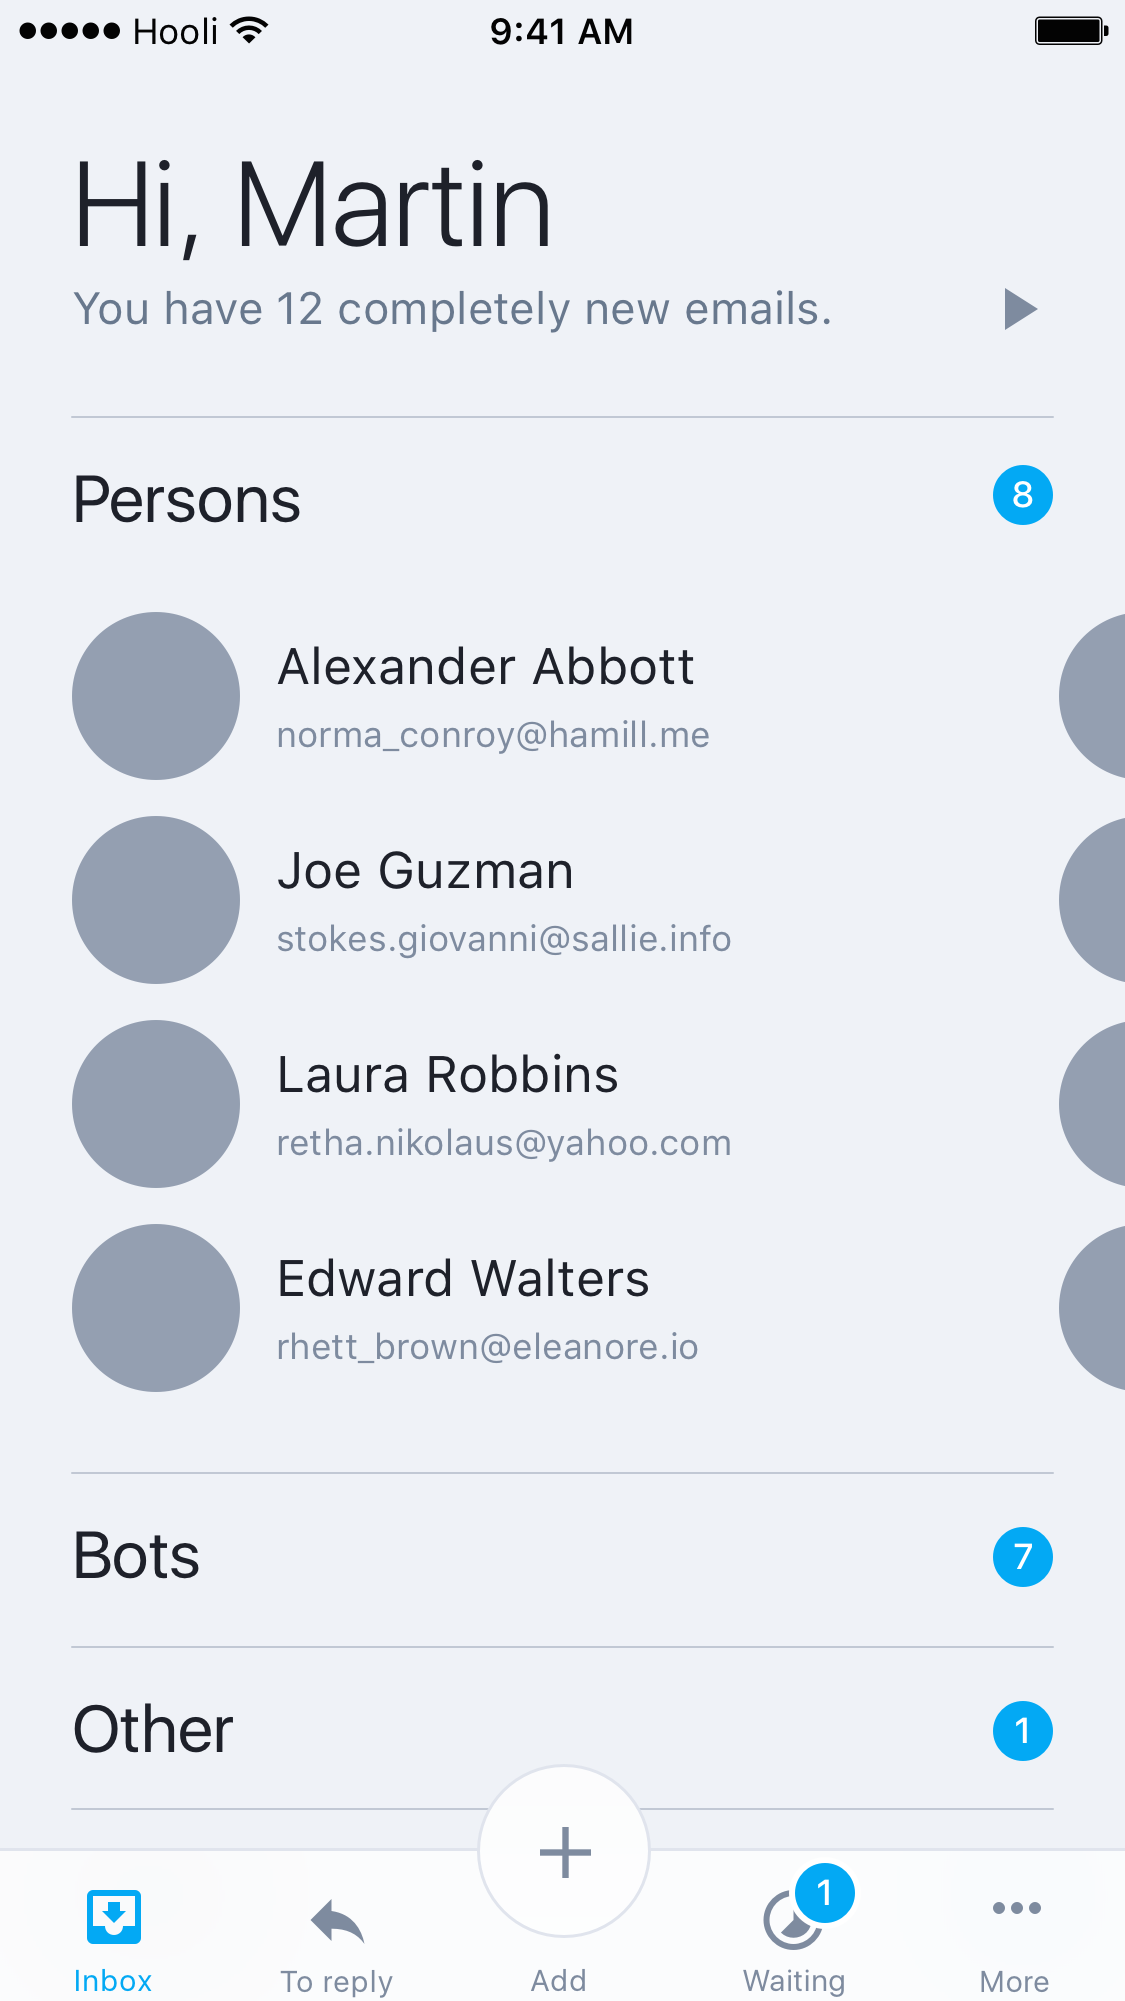 Hooli 9:41 AM
Hi, Martin
You have 12 completely new emails.
Persons 8
Alexander Abbott
norma_conroy@hamill.me
Joe Guzman
stokes.giovanni@sallie.info
Laura Robbins
retha.nikolaus@yahoo.com
Edward Walters
rhett_brown@eleanore.io
Bots 7
Other 1
1
Inbox To reply Add Waiting More